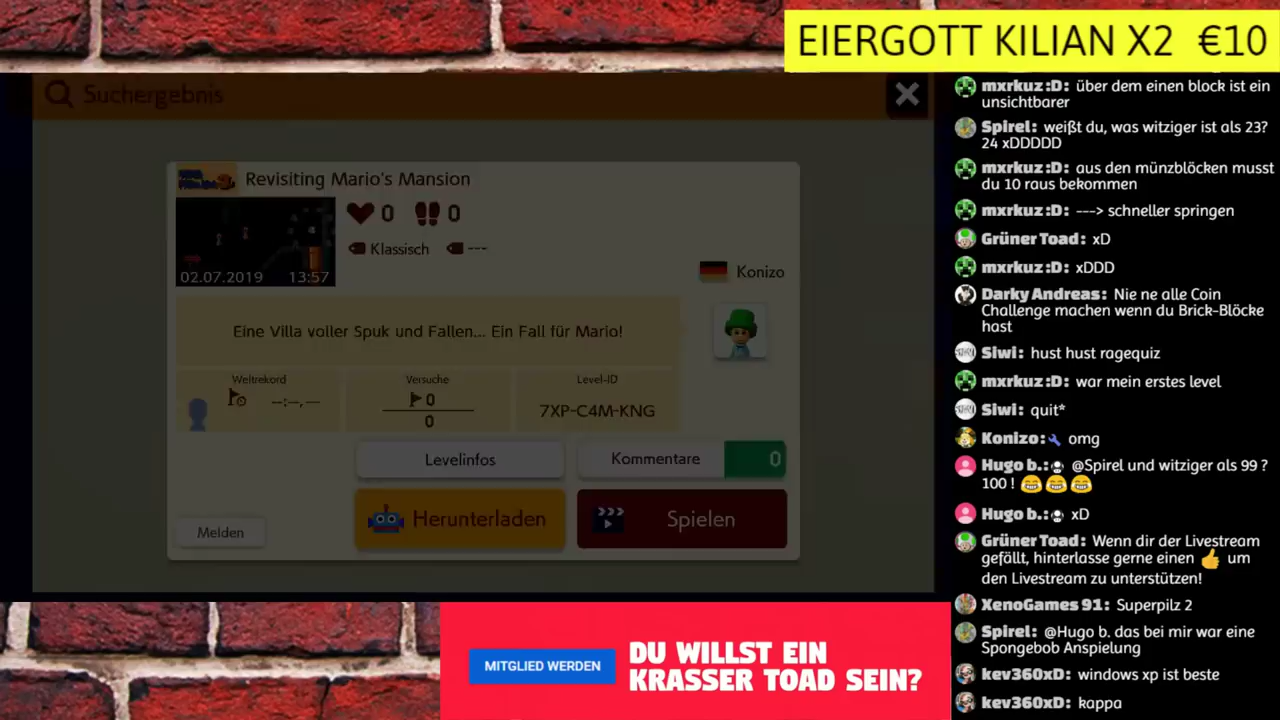 EIERGOTT KILIAN X2 €10
Suchergebnis
Revisiting Mario's Mansion
0 0
Klassisch ---
02.07.2019 13:57
Konizo
Eine Villa voller Spuk und Fallen... Ein Fall für Mario!
Weltrekord
--:--,--
Versuche
0
0
Level-ID
7XP-C4M-KNG
Levelinfos
Kommentare 0
Melden
Herunterladen
Spielen
MITGLIED WERDEN
DU WILLST EIN
KRASSER TOAD SEIN?
mxrkuz :D: über dem einen block ist ein
unsichtbarer
Spirel: weißt du, was witziger ist als 23?
24 xDDDDD
mxrkuz :D: aus den münzblöcken musst
du 10 raus bekommen
mxrkuz :D: ---> schneller springen
Grüner Toad: xD
mxrkuz :D: xDDD
Darky Andreas: Nie ne alle Coin
Challenge machen wenn du Brick-Blöcke
hast
Siwi: hust hust ragequiz
mxrkuz :D: war mein erstes level
Siwi: quit*
Konizo: omg
Hugo b.: @Spirel und witziger als 99 ?
100 ! 😂😂😂
Hugo b.: xD
Grüner Toad: Wenn dir der Livestream
gefällt, hinterlasse gerne einen 👍 um
den Livestream zu unterstützen!
XenoGames 91: Superpilz 2
Spirel: @Hugo b. das bei mir war eine
Spongebob Anspielung
kev360xD: windows xp ist beste
kev360xD: kappa